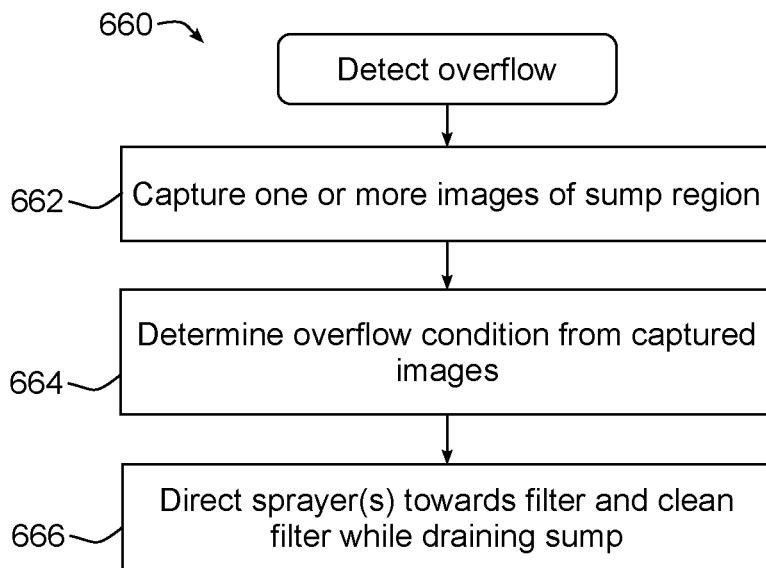 660
Detect overflow
662
Capture one or more images of sump region
664
Determine overflow condition from captured
images
666
Direct sprayer(s) towards filter and clean
filter while draining sump